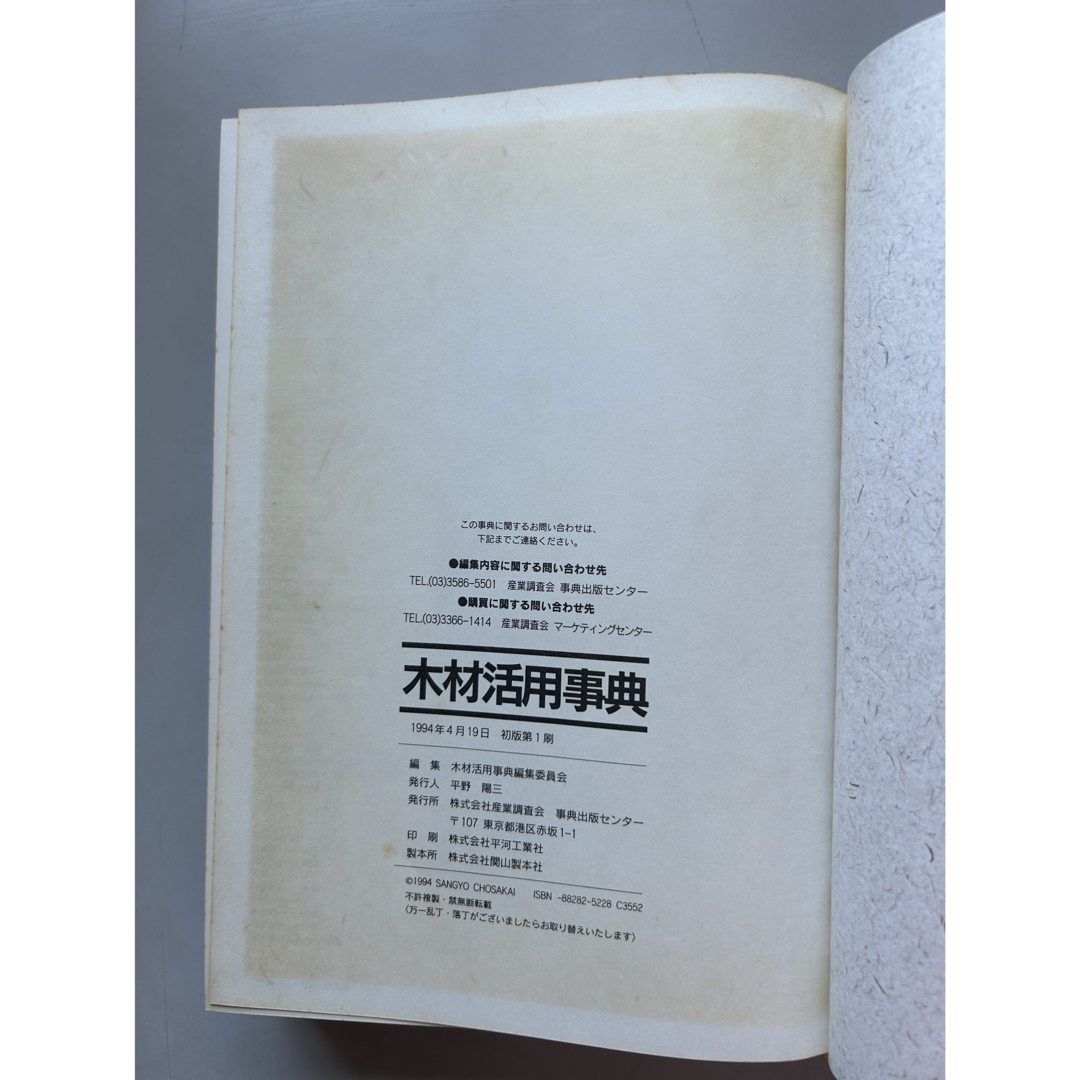 この事典に関するお問い合わせは、
下記までご連絡ください。
●編集内容に関する問い合わせ先
TEL.(03)3586-5501 産業調査会 事典出版センター
●購買に関する問い合わせ先
TEL.(03)3366-1414 産業調査会 マーケティングセンター
木材活用事典
1994年4月19日 初版第1刷
編 集 木材活用事典編集委員会
発行人 平野 陽三
発行所 株式会社産業調査会 事典出版センター
〒107 東京都港区赤坂1-1
印 刷 株式会社平河工業社
製本所 株式会社関山製本社
©1994 SANGYO CHOSAKAI ISBN -88282-5228 C3552
不許複製・禁無断転載
〈万一乱丁・落丁がございましたらお取り替えいたします〉